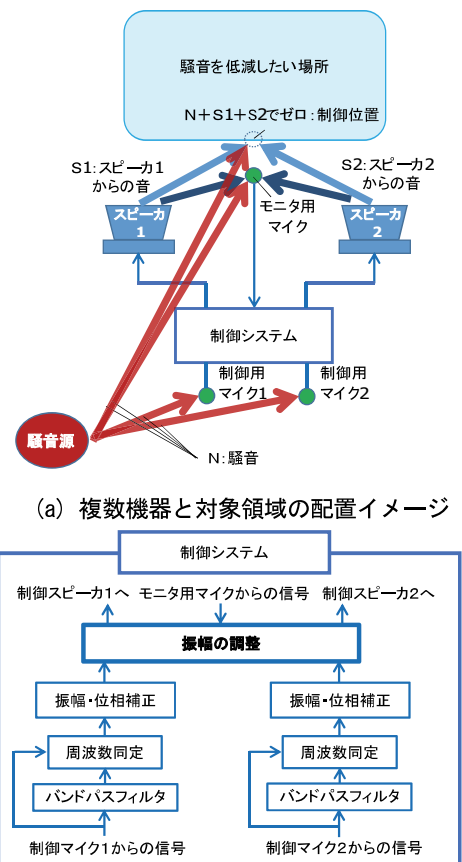 騒音を低減したい場所
N＋S1＋S2でゼロ：制御位置
S1：スピーカ1
からの音
S2：スピーカ2
からの音
スピーカ
1
モニタ用
マイク
スピーカ
2
制御システム
制御用
マイク1
制御用
マイク2
騒音源
N：騒音
(a) 複数機器と対象領域の配置イメージ
制御システム
制御スピーカ1へ
モニタ用マイクからの信号
制御スピーカ2へ
振幅の調整
振幅・位相補正
振幅・位相補正
周波数同定
周波数同定
バンドパスフィルタ
バンドパスフィルタ
制御マイク1からの信号
制御マイク2からの信号